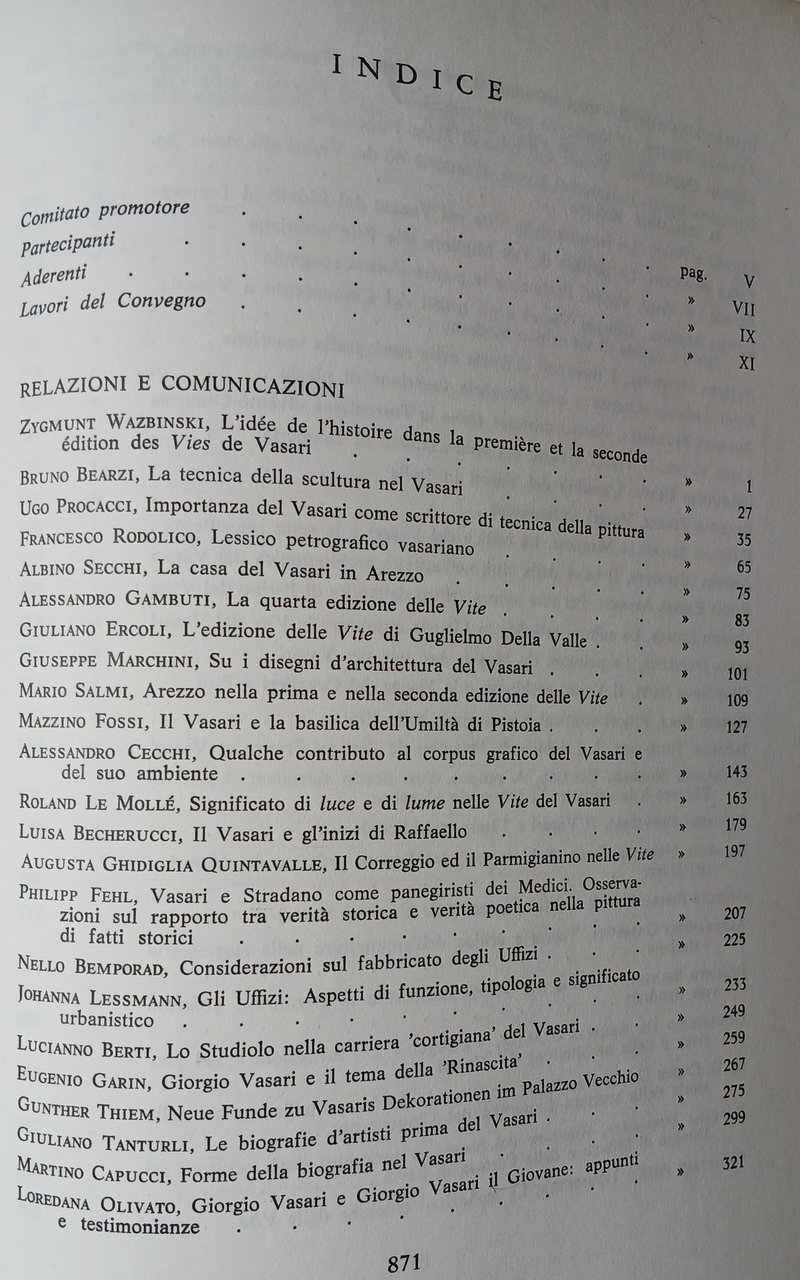 INDICE
Comitato promotore . . . . . . . . pag. V
Partecipanti . . . . . . . . . » VII
Aderenti . . . . . . . . . . » IX
Lavori del Convegno . . . . . . . . » XI
RELAZIONI E COMUNICAZIONI
ZYGMUNT WAZBINSKI, L'idée de l'histoire dans la première et la seconde
édition des Vies de Vasari . . . . . . » 1
BRUNO BEARZI, La tecnica della scultura nel Vasari . . . . » 27
UGO PROCACCI, Importanza del Vasari come scrittore di tecnica della pittura » 35
FRANCESCO RODOLICO, Lessico petrografico vasariano . . . . » 65
ALBINO SECCHI, La casa del Vasari in Arezzo . . . . . » 75
ALESSANDRO GAMBUTI, La quarta edizione delle Vite . . . . » 83
GIULIANO ERCOLI, L'edizione delle Vite di Guglielmo Della Valle . . » 93
GIUSEPPE MARCHINI, Su i disegni d'architettura del Vasari . . . » 101
MARIO SALMI, Arezzo nella prima e nella seconda edizione delle Vite . » 109
MAZZINO FOSSI, Il Vasari e la basilica dell'Umiltà di Pistoia . . . » 127
ALESSANDRO CECCHI, Qualche contributo al corpus grafico del Vasari e
del suo ambiente . . . . . . . . » 143
ROLAND LE MOLLÉ, Significato di luce e di lume nelle Vite del Vasari . » 163
LUISA BECHERUCCI, Il Vasari e gl'inizi di Raffaello . . . . » 179
AUGUSTA GHIDIGLIA QUINTAVALLE, Il Correggio ed il Parmigianino nelle Vite » 197
PHILIPP FEHL, Vasari e Stradano come panegiristi dei Medici. Osserva-
zioni sul rapporto tra verità storica e verità poetica nella pittura
di fatti storici . . . . . . . . » 207
NELLO BEMPORAD, Considerazioni sul fabbricato degli Uffizi . . . » 225
JOHANNA LESSMANN, Gli Uffizi: Aspetti di funzione, tipologia e significato
urbanistico . . . . . . . . . » 233
LUCIANNO BERTI, Lo Studiolo nella carriera 'cortigiana' del Vasari . . » 249
EUGENIO GARIN, Giorgio Vasari e il tema della 'Rinascita' . . . » 259
GUNTHER THIEM, Neue Funde zu Vasaris Dekorationen im Palazzo Vecchio » 267
GIULIANO TANTURLI, Le biografie d'artisti prima del Vasari . . . » 275
MARTINO CAPUCCI, Forme della biografia nel Vasari . . . . » 299
LOREDANA OLIVATO, Giorgio Vasari e Giorgio Vasari il Giovane: appunti
e testimonianze . . . . . . . . » 321
871